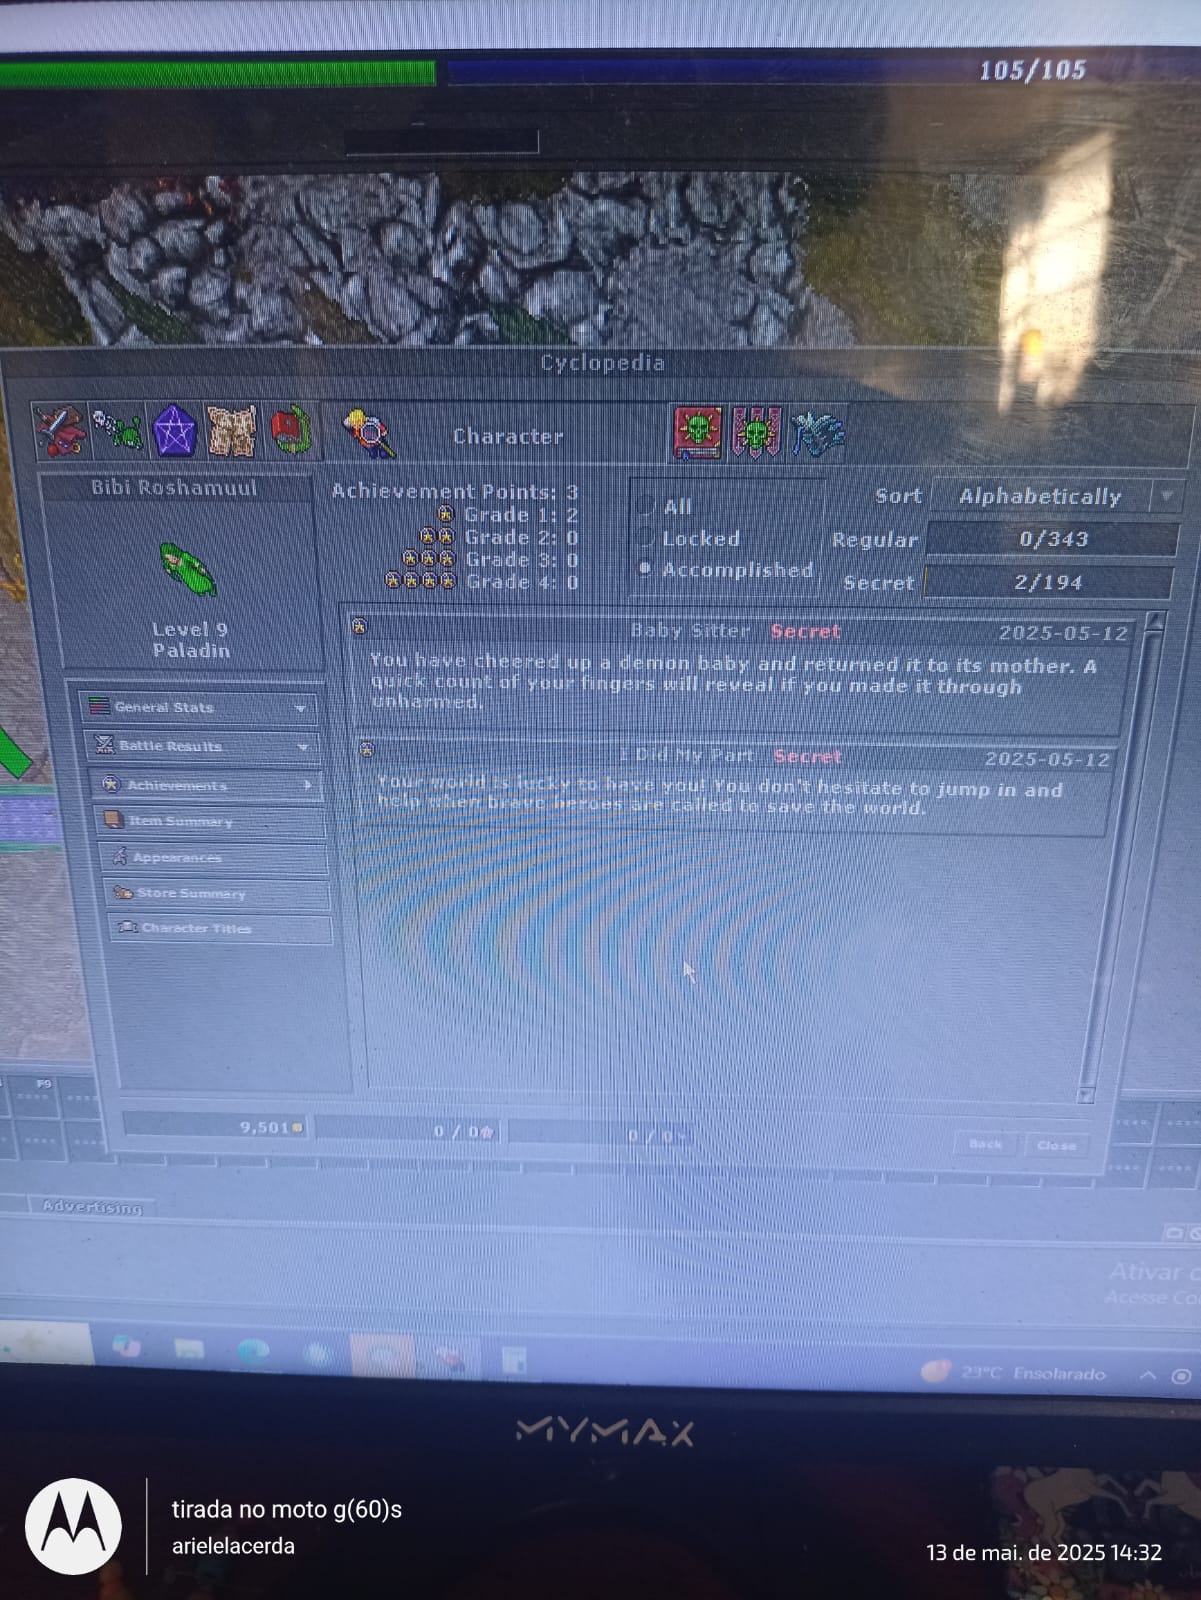 105/105
Cyclopedia
Character
Bibi Roshamuul
Level 9
Paladin
Achievement Points: 3
Grade 1: 2
Grade 2: 0
Grade 3: 0
Grade 4: 0
All
Locked
Accomplished
Sort Alphabetically
Regular 0/343
Secret 2/194
General Stats
Battle Results
Achievements
Item Summary
Appearances
Store Summary
Character Titles
Baby Sitter Secret 2025-05-12
You have cheered up a demon baby and returned it to its mother. A
quick count of your fingers will reveal if you made it through
unharmed.
I Did My Part Secret 2025-05-12
Your world is lucky to have you! You don't hesitate to jump in and
help when brave heroes are called to save the world.
F9
9,501
0 / 0
0 / 0
Back
Close
Advertising
Ativar
Acesse
23°C Ensolarado
MYMAX
tirada no moto g(60)s
arielelacerda
13 de mai. de 2025 14:32